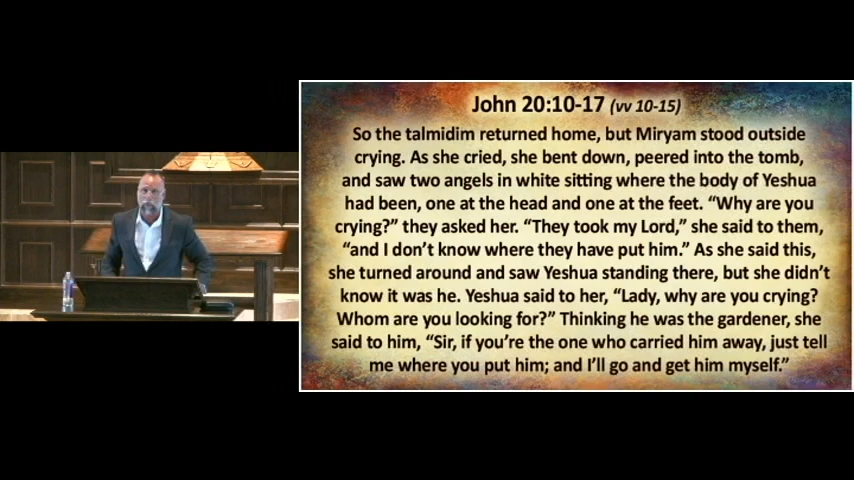 John 20:10-17 (vv 10-15)
So the talmidim returned home, but Miryam stood outside
crying. As she cried, she bent down, peered into the tomb,
and saw two angels in white sitting where the body of Yeshua
had been, one at the head and one at the feet. “Why are you
crying?” they asked her. “They took my Lord,” she said to them,
“and I don’t know where they have put him.” As she said this,
she turned around and saw Yeshua standing there, but she didn’t
know it was he. Yeshua said to her, “Lady, why are you crying?
Whom are you looking for?” Thinking he was the gardener, she
said to him, “Sir, if you’re the one who carried him away, just tell
me where you put him; and I’ll go and get him myself.”